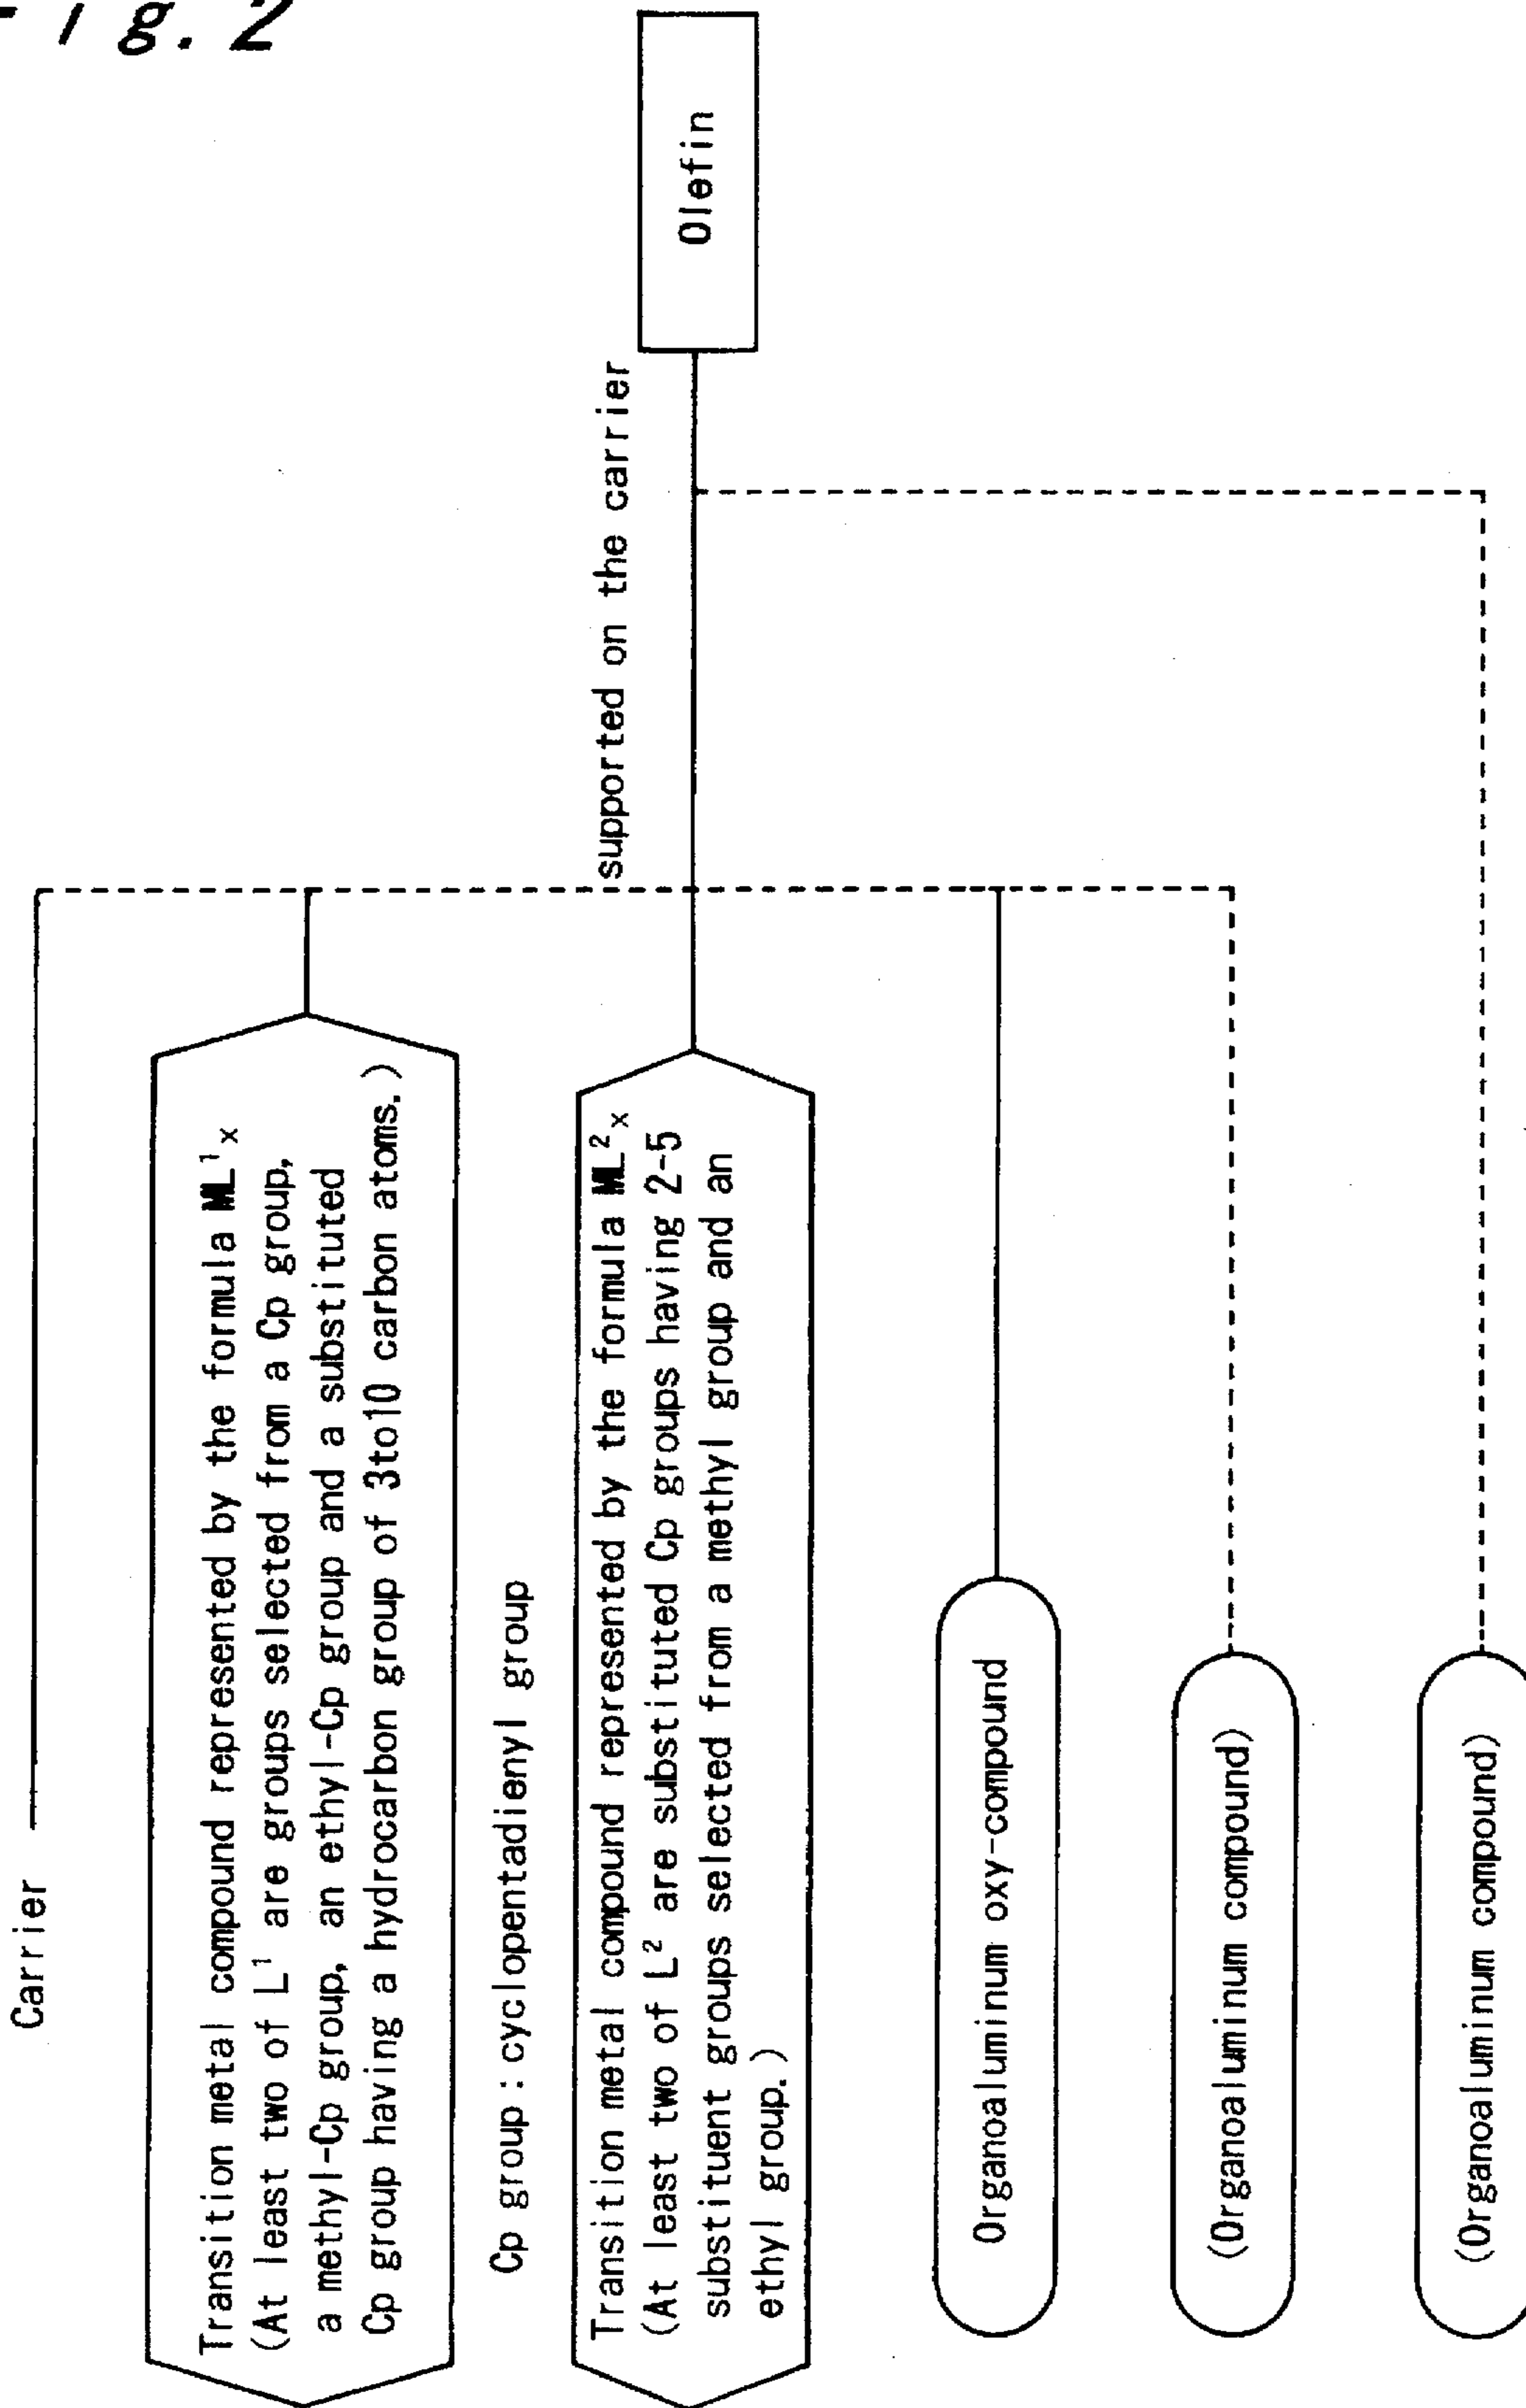 Fig. 2
Carrier
Transition metal compound represented by the formula ML¹ₓ
(At least two of L¹ are groups selected from a Cp group,
a methyl-Cp group, an ethyl-Cp group and a substituted
Cp group having a hydrocarbon group of 3to10 carbon atoms.)
Cp group : cyclopentadienyl group
Transition metal compound represented by the formula ML²ₓ
(At least two of L² are substituted Cp groups having 2-5
substituent groups selected from a methyl group and an
ethyl group.)
supported on the carrier
Olefin
Organoaluminum oxy-compound
(Organoaluminum compound)
(Organoaluminum compound)